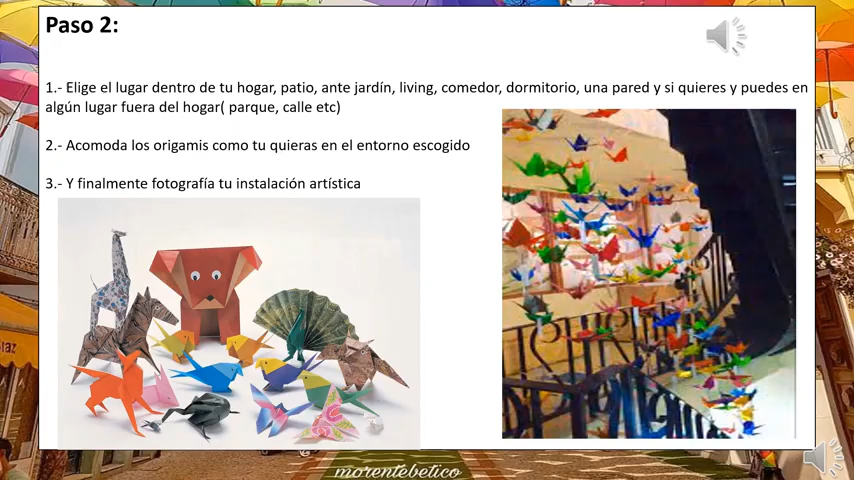 Paso 2:
1.- Elige el lugar dentro de tu hogar, patio, ante jardín, living, comedor, dormitorio, una pared y si quieres y puedes en
algún lugar fuera del hogar( parque, calle etc)
2.- Acomoda los origamis como tu quieras en el entorno escogido
3.- Y finalmente fotografía tu instalación artística
morentebetico